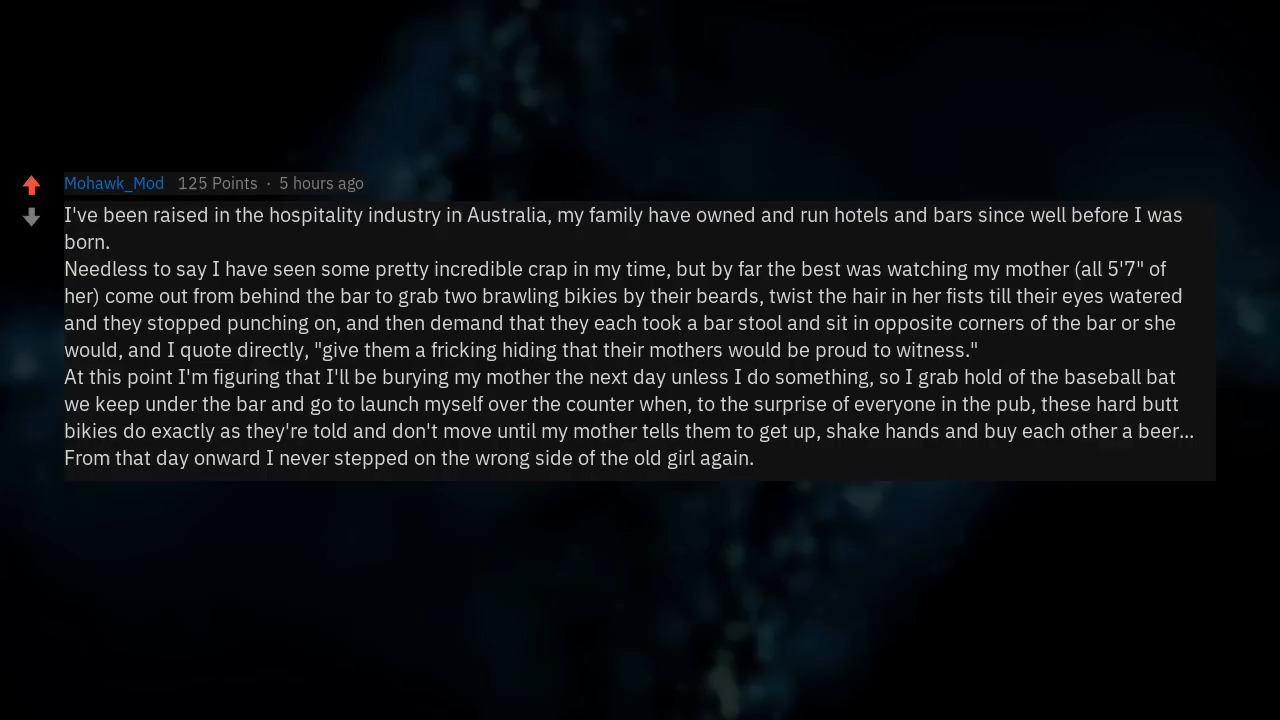 Mohawk_Mod 125 Points · 5 hours ago
I've been raised in the hospitality industry in Australia, my family have owned and run hotels and bars since well before I was
born.
Needless to say I have seen some pretty incredible crap in my time, but by far the best was watching my mother (all 5'7" of
her) come out from behind the bar to grab two brawling bikies by their beards, twist the hair in her fists till their eyes watered
and they stopped punching on, and then demand that they each took a bar stool and sit in opposite corners of the bar or she
would, and I quote directly, "give them a fricking hiding that their mothers would be proud to witness."
At this point I'm figuring that I'll be burying my mother the next day unless I do something, so I grab hold of the baseball bat
we keep under the bar and go to launch myself over the counter when, to the surprise of everyone in the pub, these hard butt
bikies do exactly as they're told and don't move until my mother tells them to get up, shake hands and buy each other a beer...
From that day onward I never stepped on the wrong side of the old girl again.